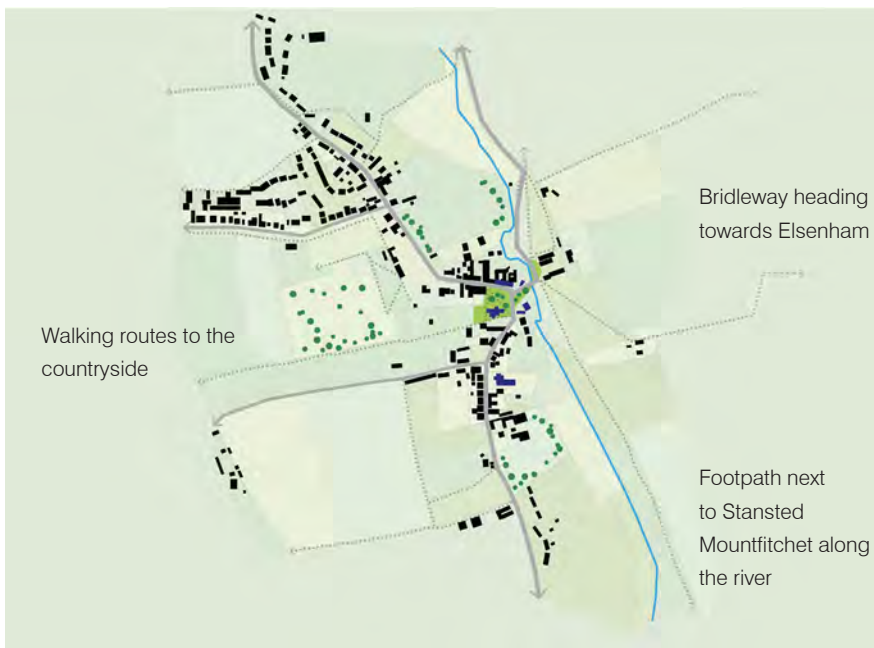 Bridleway heading
towards Elsenham
Walking routes to the
countryside
Footpath next
to Stansted
Mountfitchet along
the river